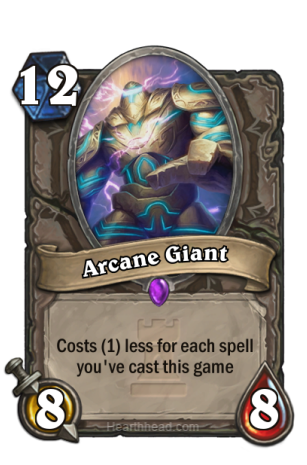 12
Arcane Giant
Costs (1) less for each spell
you've cast this game
8
8
Hearthhead.com